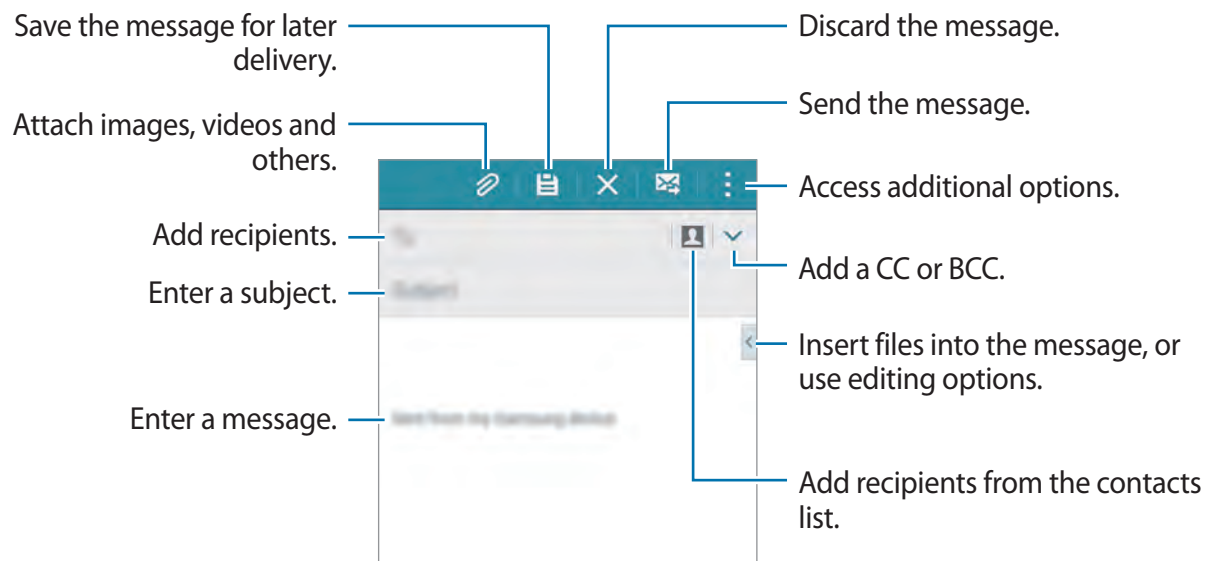 Save the message for later
delivery.
Attach images, videos and
others.
Add recipients.
Enter a subject.
Enter a message.
Discard the message.
Send the message.
Access additional options.
Add a CC or BCC.
Insert files into the message, or
use editing options.
Add recipients from the contacts
list.